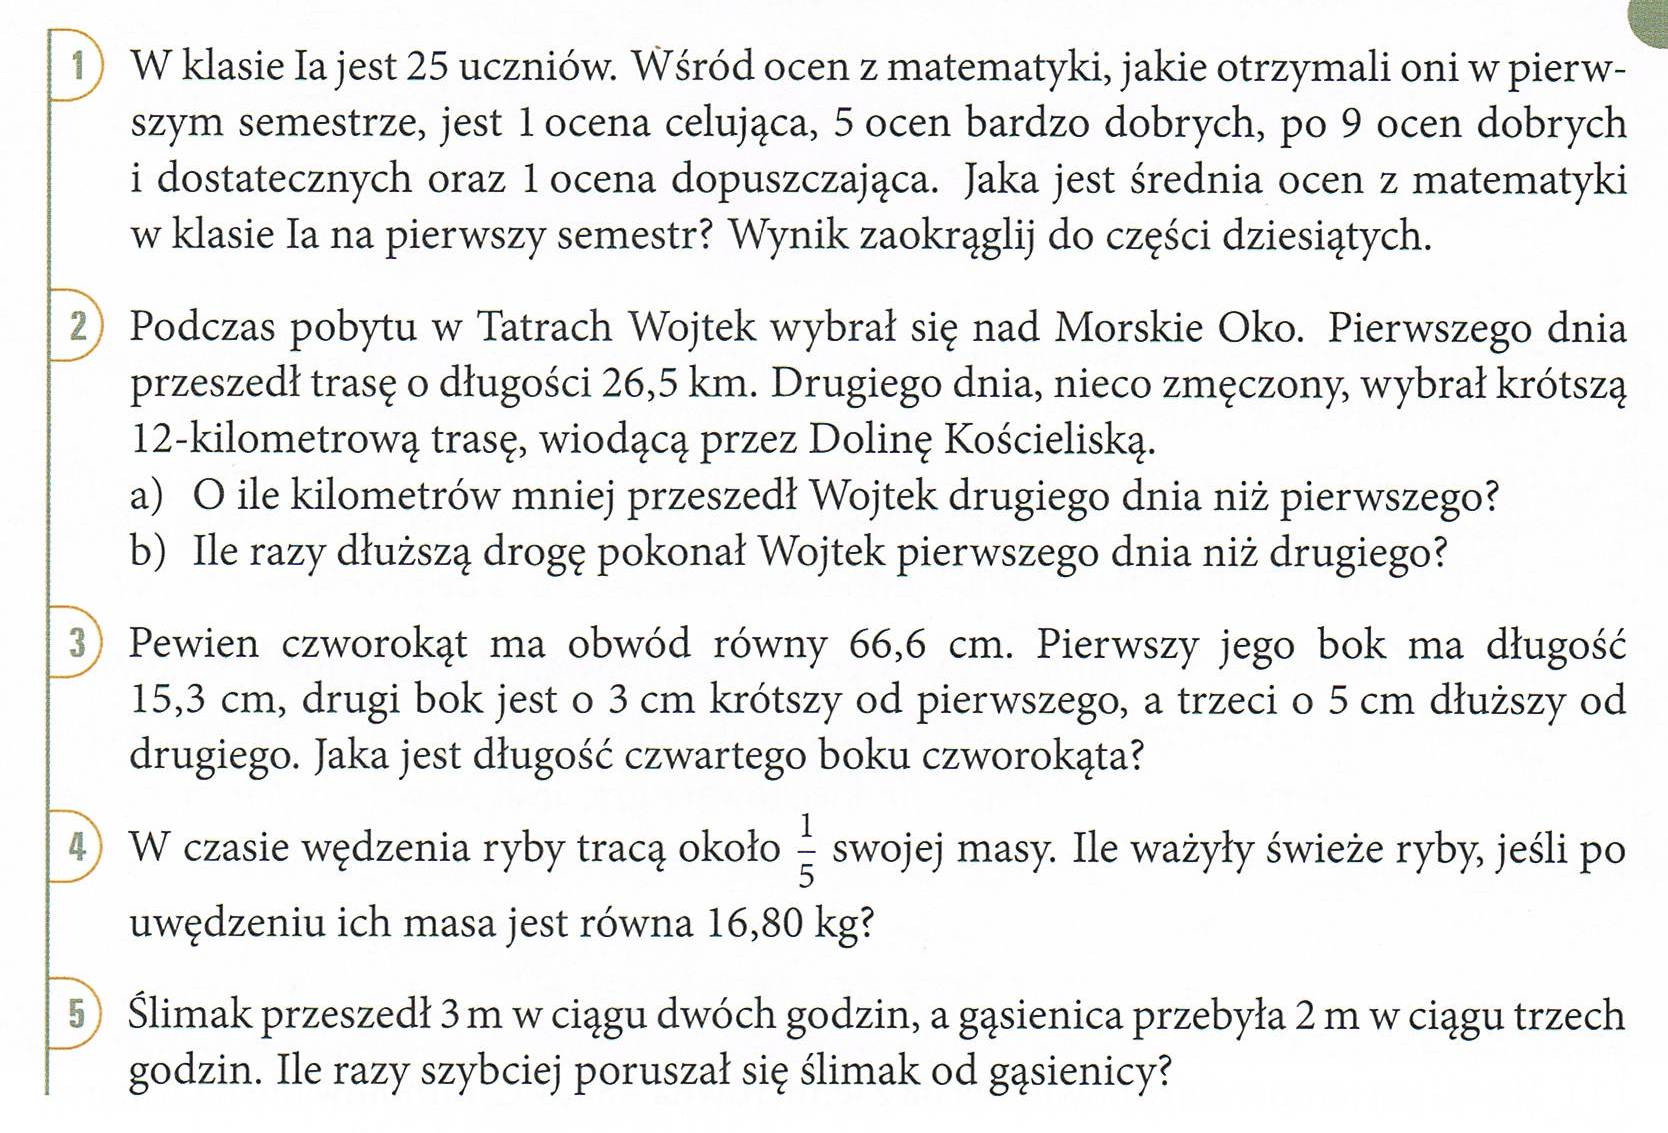 1 W klasie Ia jest 25 uczniów. Wśród ocen z matematyki, jakie otrzymali oni w pierw-
szym semestrze, jest 1 ocena celująca, 5 ocen bardzo dobrych, po 9 ocen dobrych
i dostatecznych oraz 1 ocena dopuszczająca. Jaka jest średnia ocen z matematyki
w klasie Ia na pierwszy semestr? Wynik zaokrąglij do części dziesiątych.
2 Podczas pobytu w Tatrach Wojtek wybrał się nad Morskie Oko. Pierwszego dnia
przeszedł trasę o długości 26,5 km. Drugiego dnia, nieco zmęczony, wybrał krótszą
12-kilometrową trasę, wiodącą przez Dolinę Kościeliską.
a) O ile kilometrów mniej przeszedł Wojtek drugiego dnia niż pierwszego?
b) Ile razy dłuższą drogę pokonał Wojtek pierwszego dnia niż drugiego?
3 Pewien czworokąt ma obwód równy 66,6 cm. Pierwszy jego bok ma długość
15,3 cm, drugi bok jest o 3 cm krótszy od pierwszego, a trzeci o 5 cm dłuższy od
drugiego. Jaka jest długość czwartego boku czworokąta?
4 W czasie wędzenia ryby tracą około 1/5 swojej masy. Ile ważyły świeże ryby, jeśli po
uwędzeniu ich masa jest równa 16,80 kg?
5 Ślimak przeszedł 3 m w ciągu dwóch godzin, a gąsienica przebyła 2 m w ciągu trzech
godzin. Ile razy szybciej poruszał się ślimak od gąsienicy?